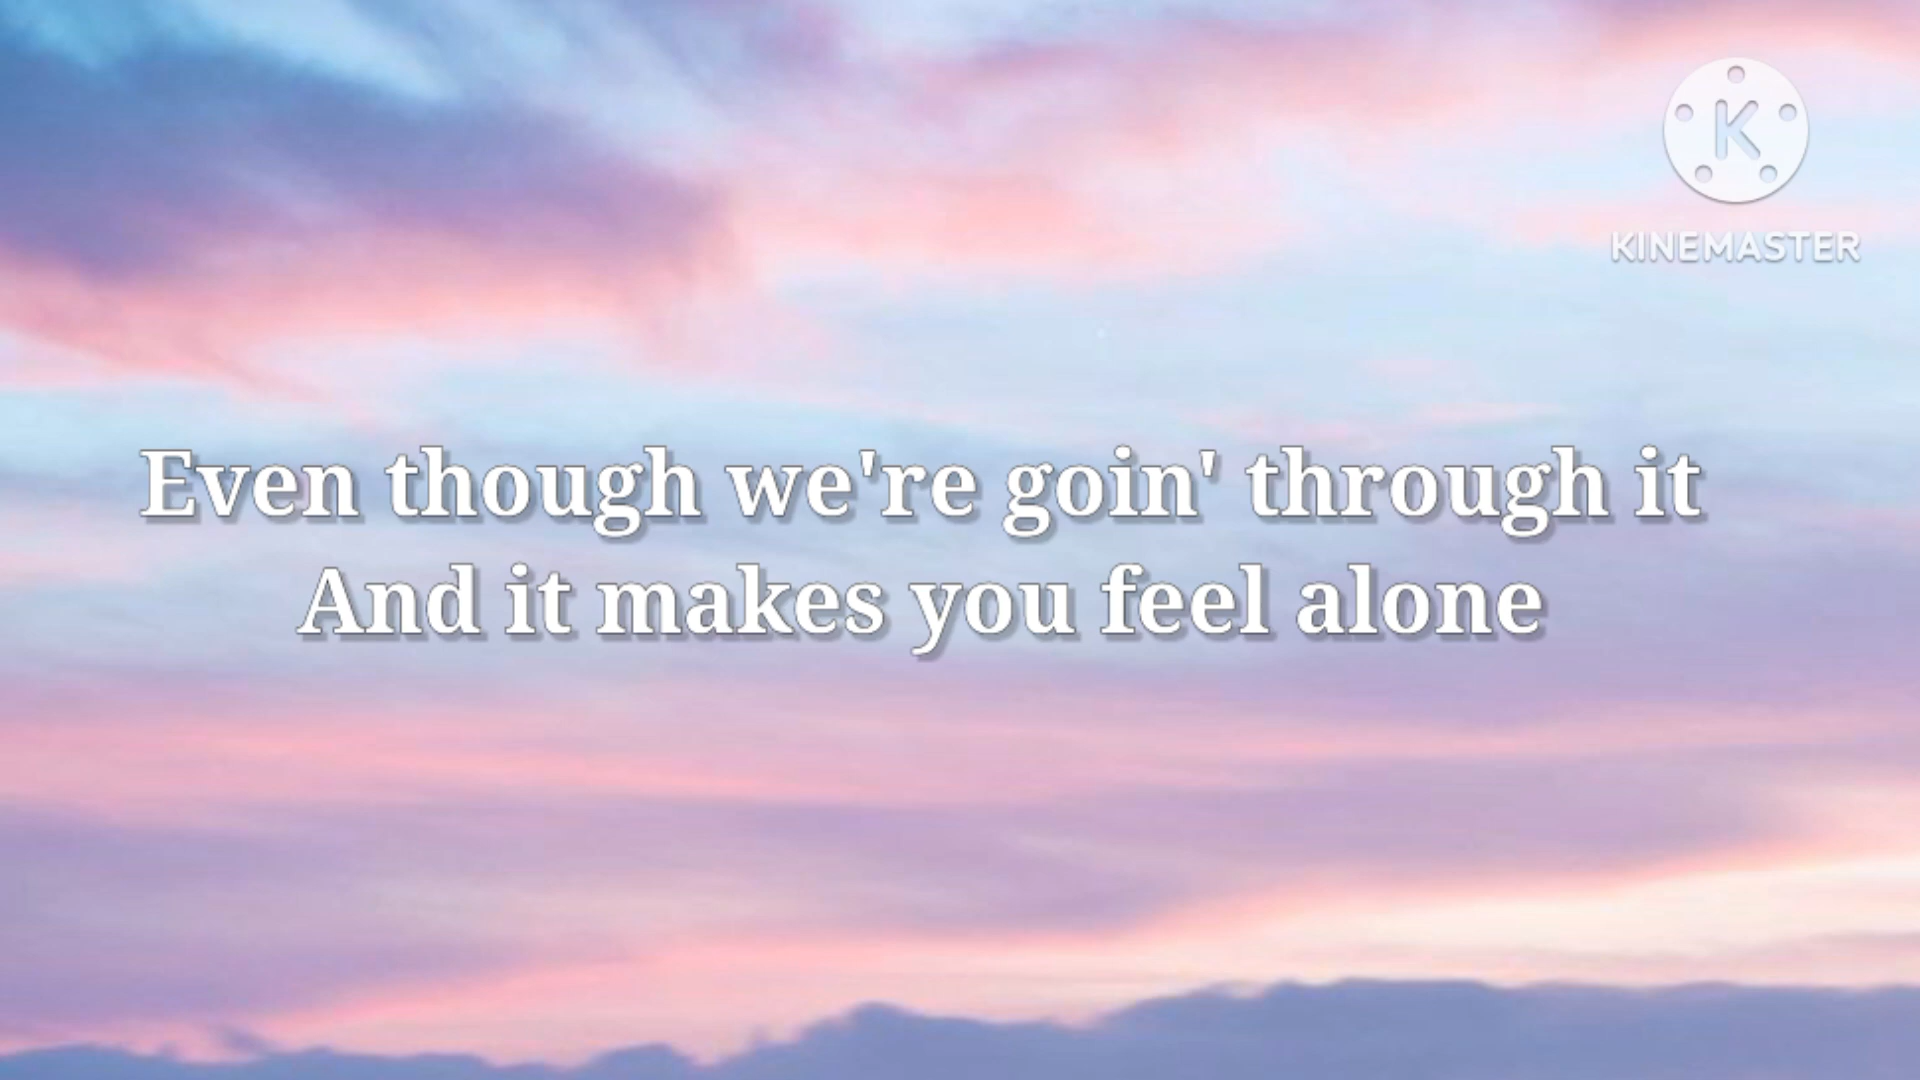 K
KINEMASTER
Even though we're goin' through it
And it makes you feel alone